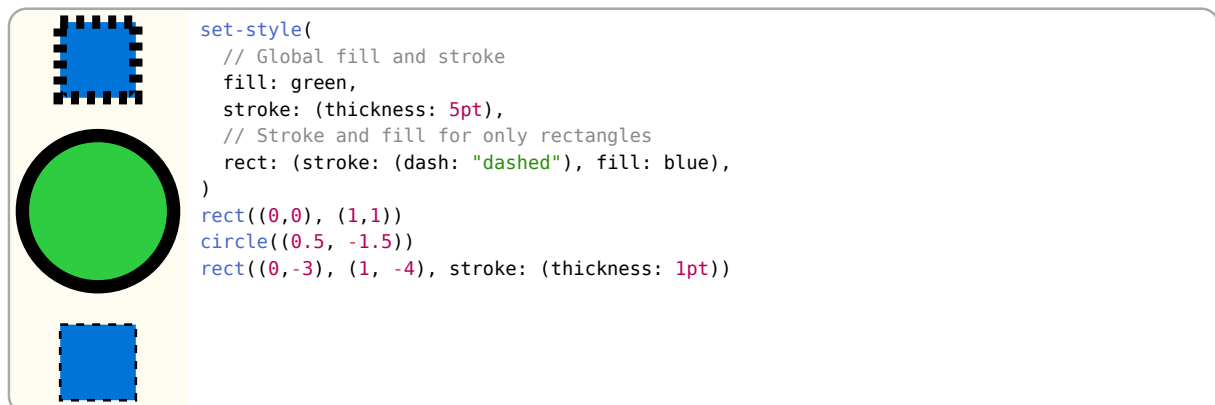 set-style(
  // Global fill and stroke
  fill: green,
  stroke: (thickness: 5pt),
  // Stroke and fill for only rectangles
  rect: (stroke: (dash: "dashed"), fill: blue),
)
rect((0,0), (1,1))
circle((0.5, -1.5))
rect((0,-3), (1, -4), stroke: (thickness: 1pt))